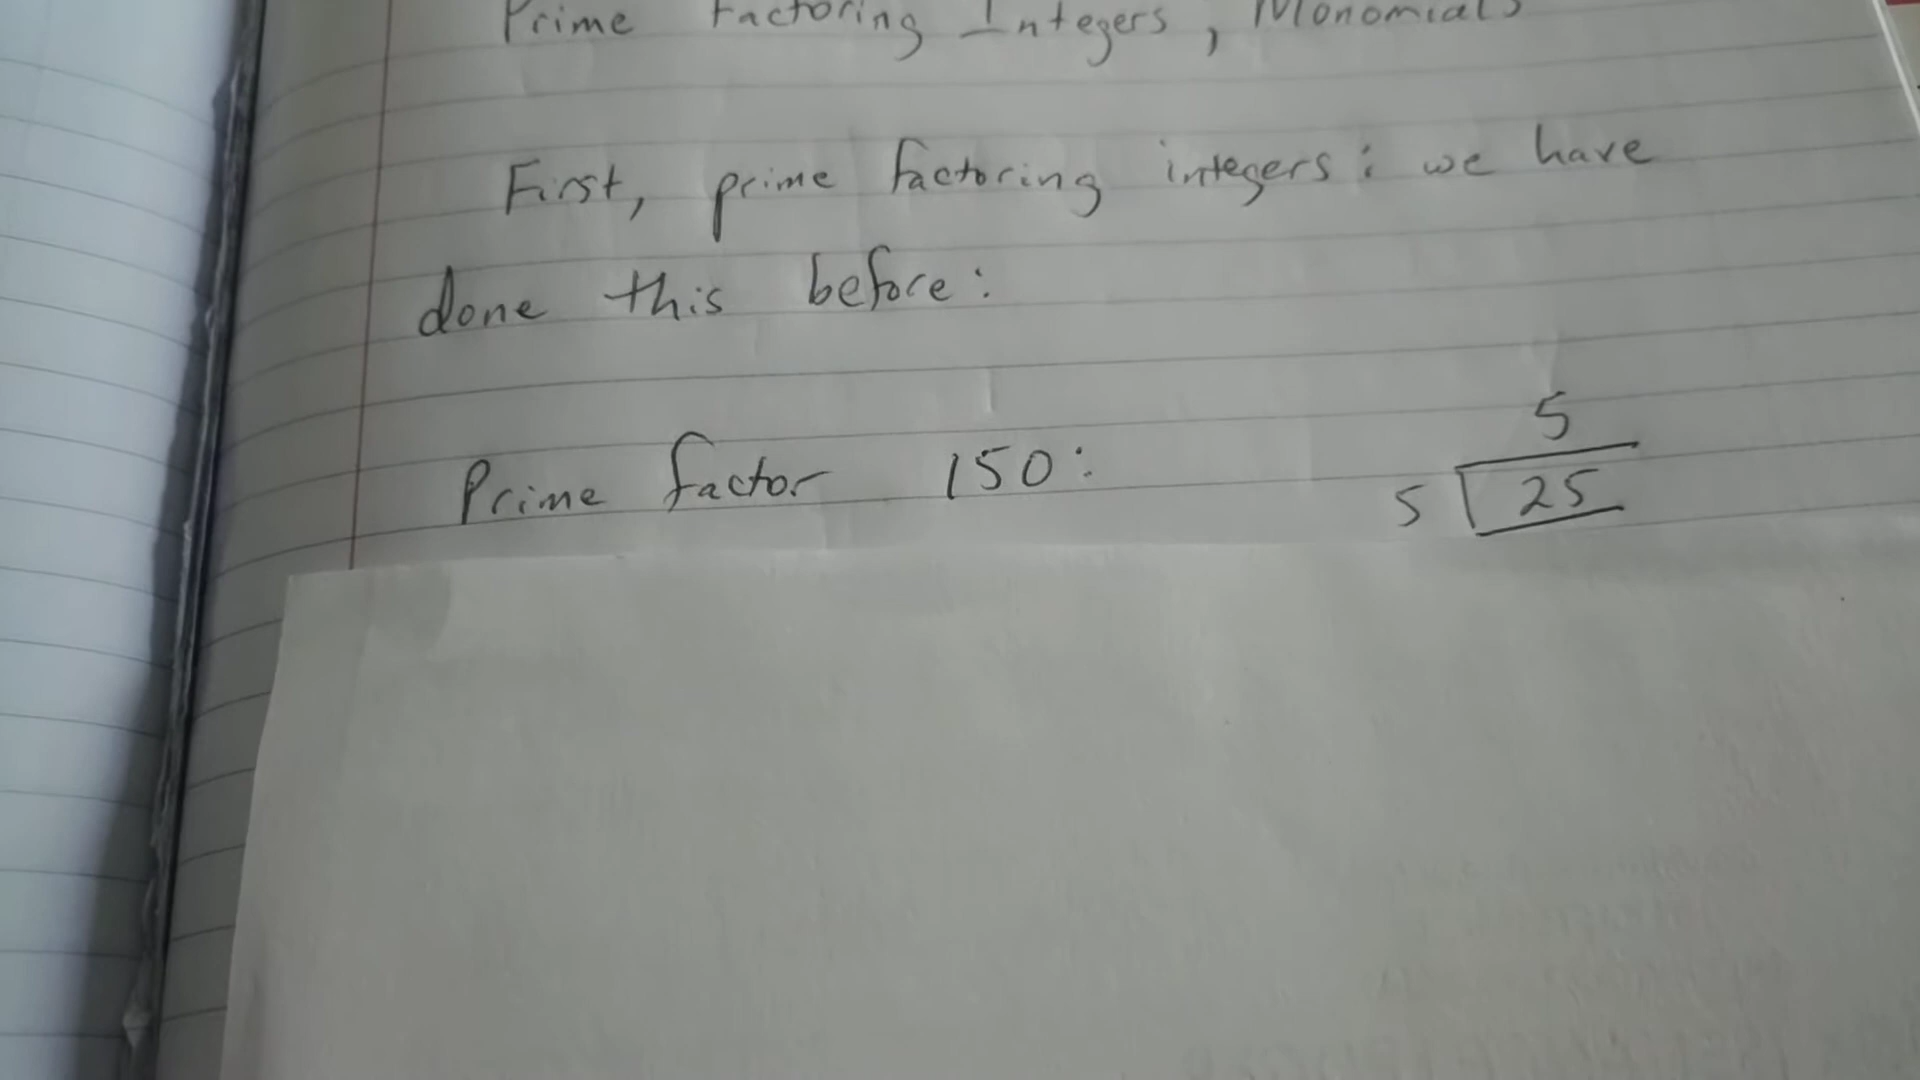 Prime Factoring Integers, Monomials
First, prime factoring integers: we have
done this before:
5
Prime factor 150: 5 25